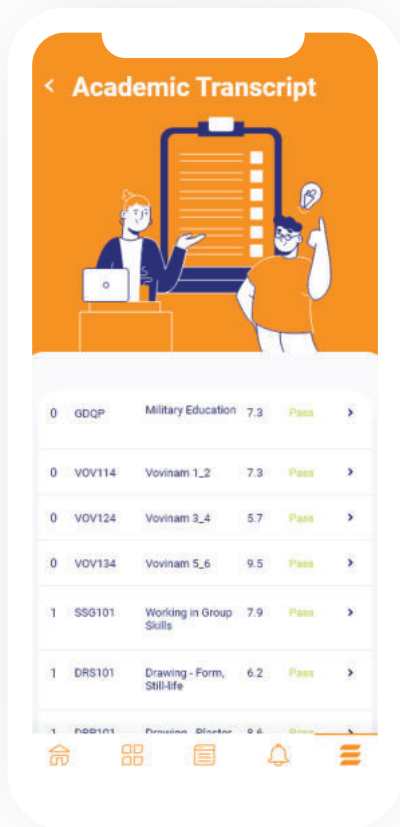 < Academic Transcript
0 GDQP Military Education 7.3 Pass >
0 VOV114 Vovinam 1_2 7.3 Pass >
0 VOV124 Vovinam 3_4 5.7 Pass >
0 VOV134 Vovinam 5_6 9.5 Pass >
1 SSG101 Working in Group 7.9 Pass >
Skills
1 DRS101 Drawing - Form, 6.2 Pass >
Still-life
1 Drawing